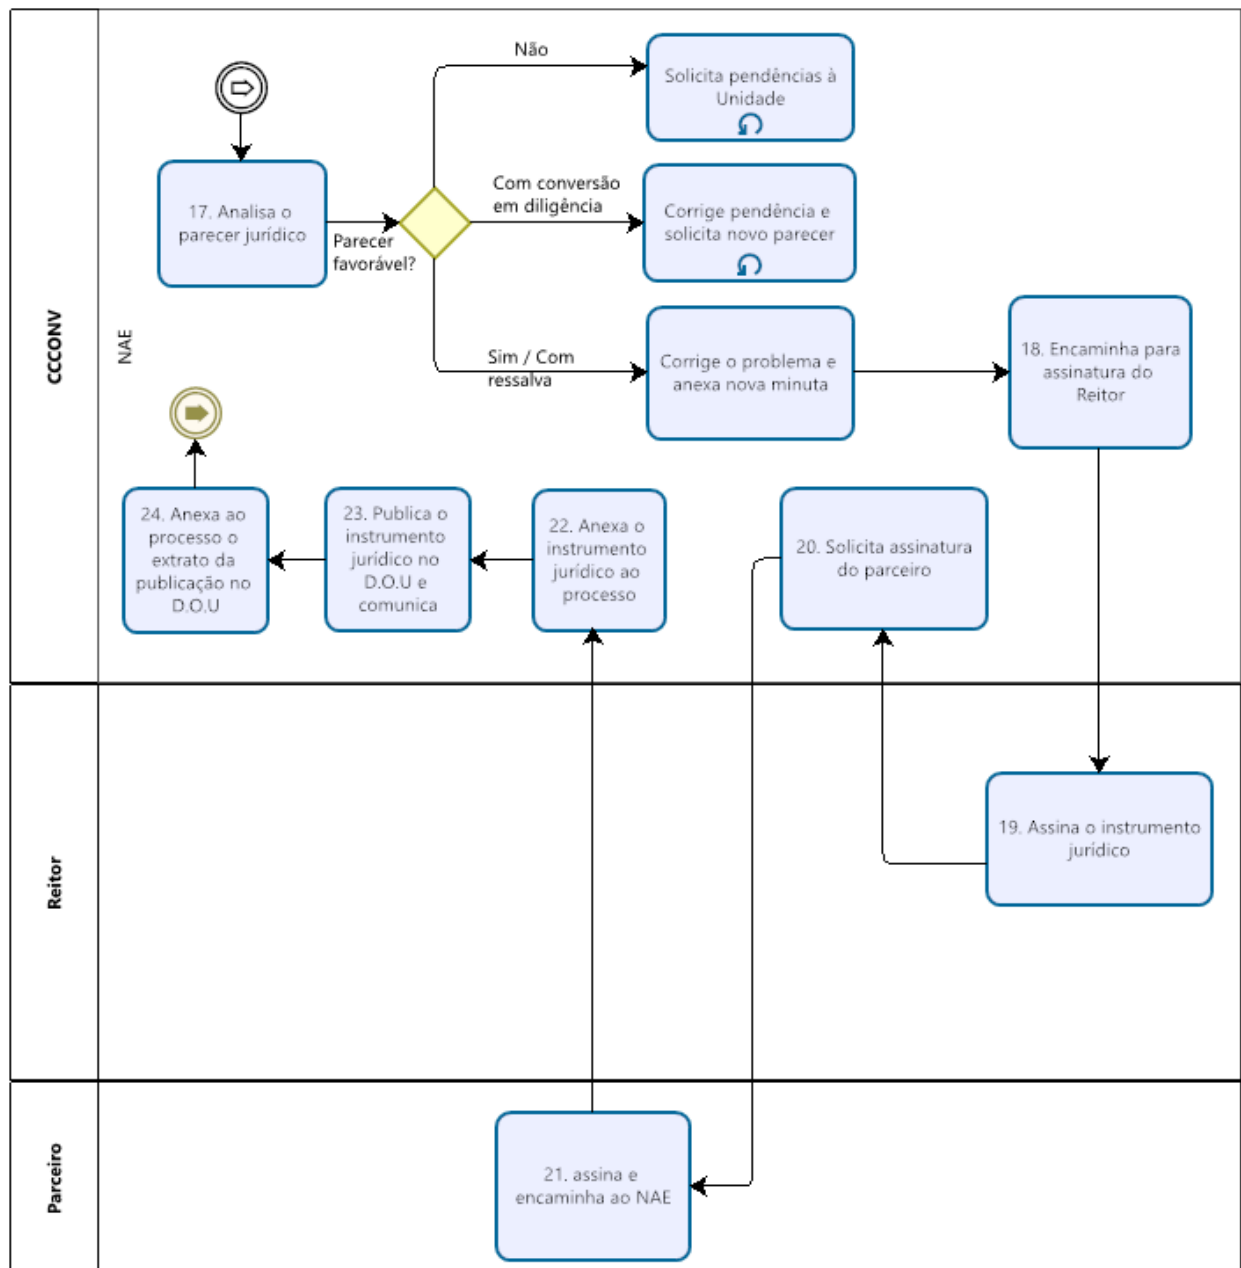 CCCONV
NAE
17. Analisa o
parecer jurídico
Parecer
favorável?
Não
Solicita pendências à
Unidade
Com conversão
em diligência
Corrige pendência e
solicita novo parecer
Sim / Com
ressalva
Corrige o problema e
anexa nova minuta
18. Encaminha para
assinatura do
Reitor
24. Anexa ao
processo o
extrato da
publicação no
D.O.U
23. Publica o
instrumento
jurídico no
D.O.U e
comunica
22. Anexa o
instrumento
jurídico ao
processo
20. Solicita assinatura
do parceiro
Reitor
19. Assina o instrumento
jurídico
Parceiro
21. assina e
encaminha ao NAE